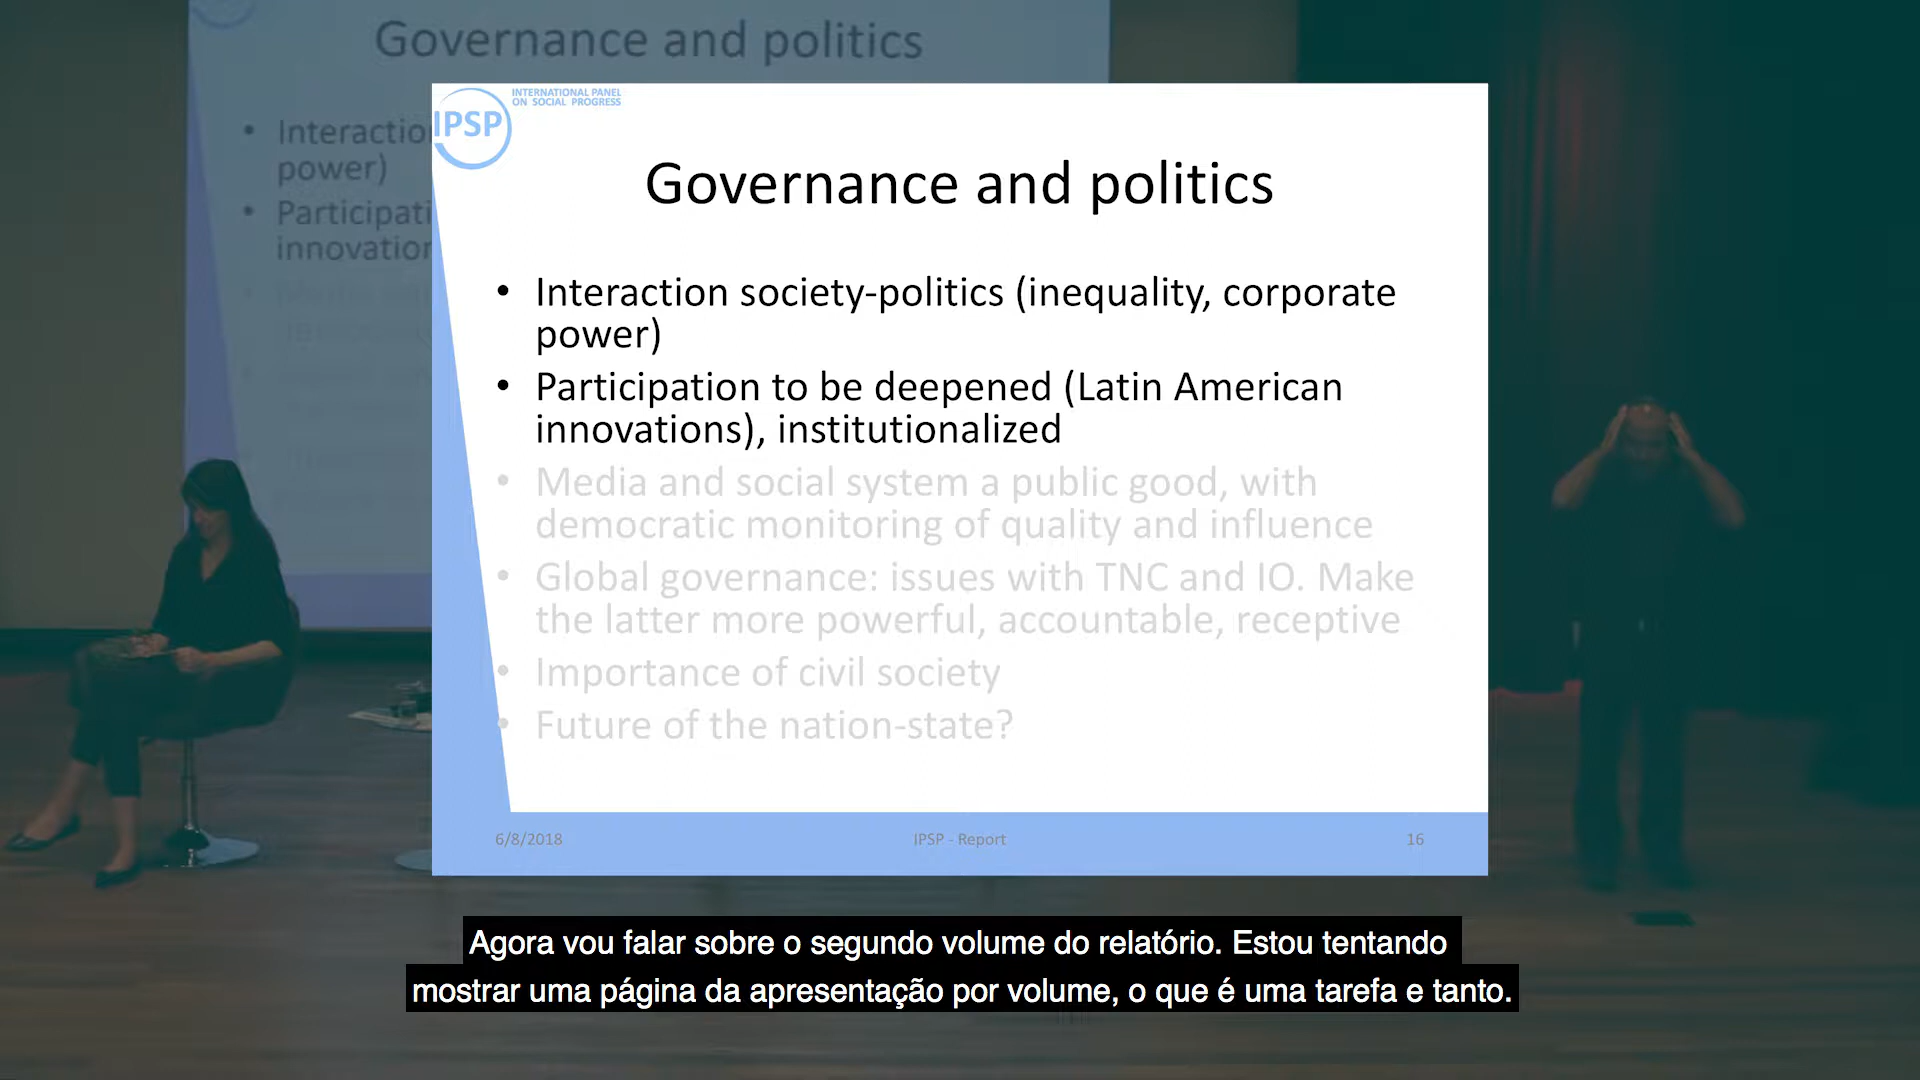 Governance and politics
• Interactio
power)
• Participati
innovation
IPSP
INTERNATIONAL PANEL
ON SOCIAL PROGRESS
Governance and politics
• Interaction society-politics (inequality, corporate
power)
• Participation to be deepened (Latin American
innovations), institutionalized
• Media and social system a public good, with
democratic monitoring of quality and influence
• Global governance: issues with TNC and IO. Make
the latter more powerful, accountable, receptive
• Importance of civil society
• Future of the nation-state?
6/8/2018
IPSP - Report
16
Agora vou falar sobre o segundo volume do relatório. Estou tentando
mostrar uma página da apresentação por volume, o que é uma tarefa e tanto.